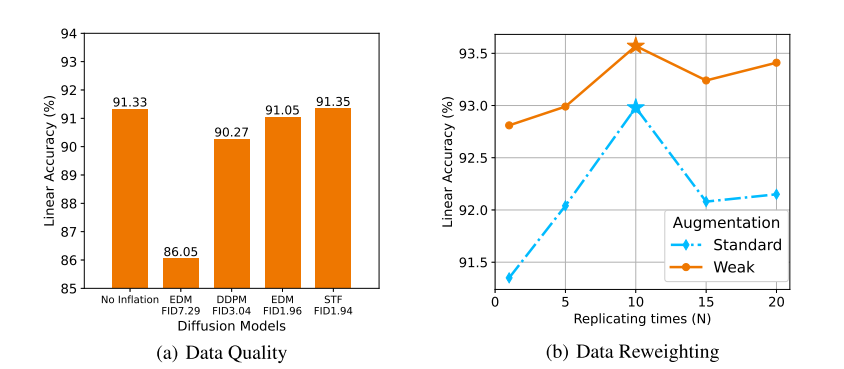 94
93
92
91
90
89
88
87
86
85
Linear Accuracy (%)
91.33
86.05
90.27
91.05
91.35
No Inflation
EDM
FID7.29
DDPM
FID3.04
EDM
FID1.96
STF
FID1.94
Diffusion Models
(a) Data Quality
93.5
93.0
92.5
92.0
91.5
Linear Accuracy (%)
Augmentation
Standard
Weak
0
5
10
15
20
Replicating times (N)
(b) Data Reweighting